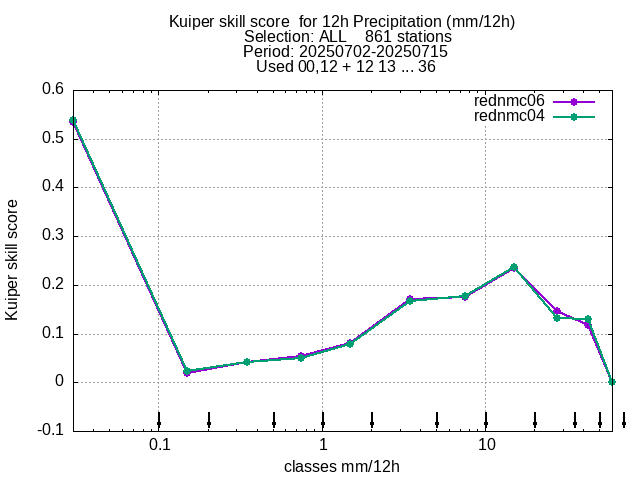 Kuiper skill score  for 12h Precipitation (mm/12h)
Selection: ALL    861 stations
Period: 20250702-20250715
Used 00,12 + 12 13 ... 36
rednmc06
rednmc04
0.6
0.5
0.4
0.3
0.2
0.1
0
-0.1
Kuiper skill score
0.1
1
10
classes mm/12h